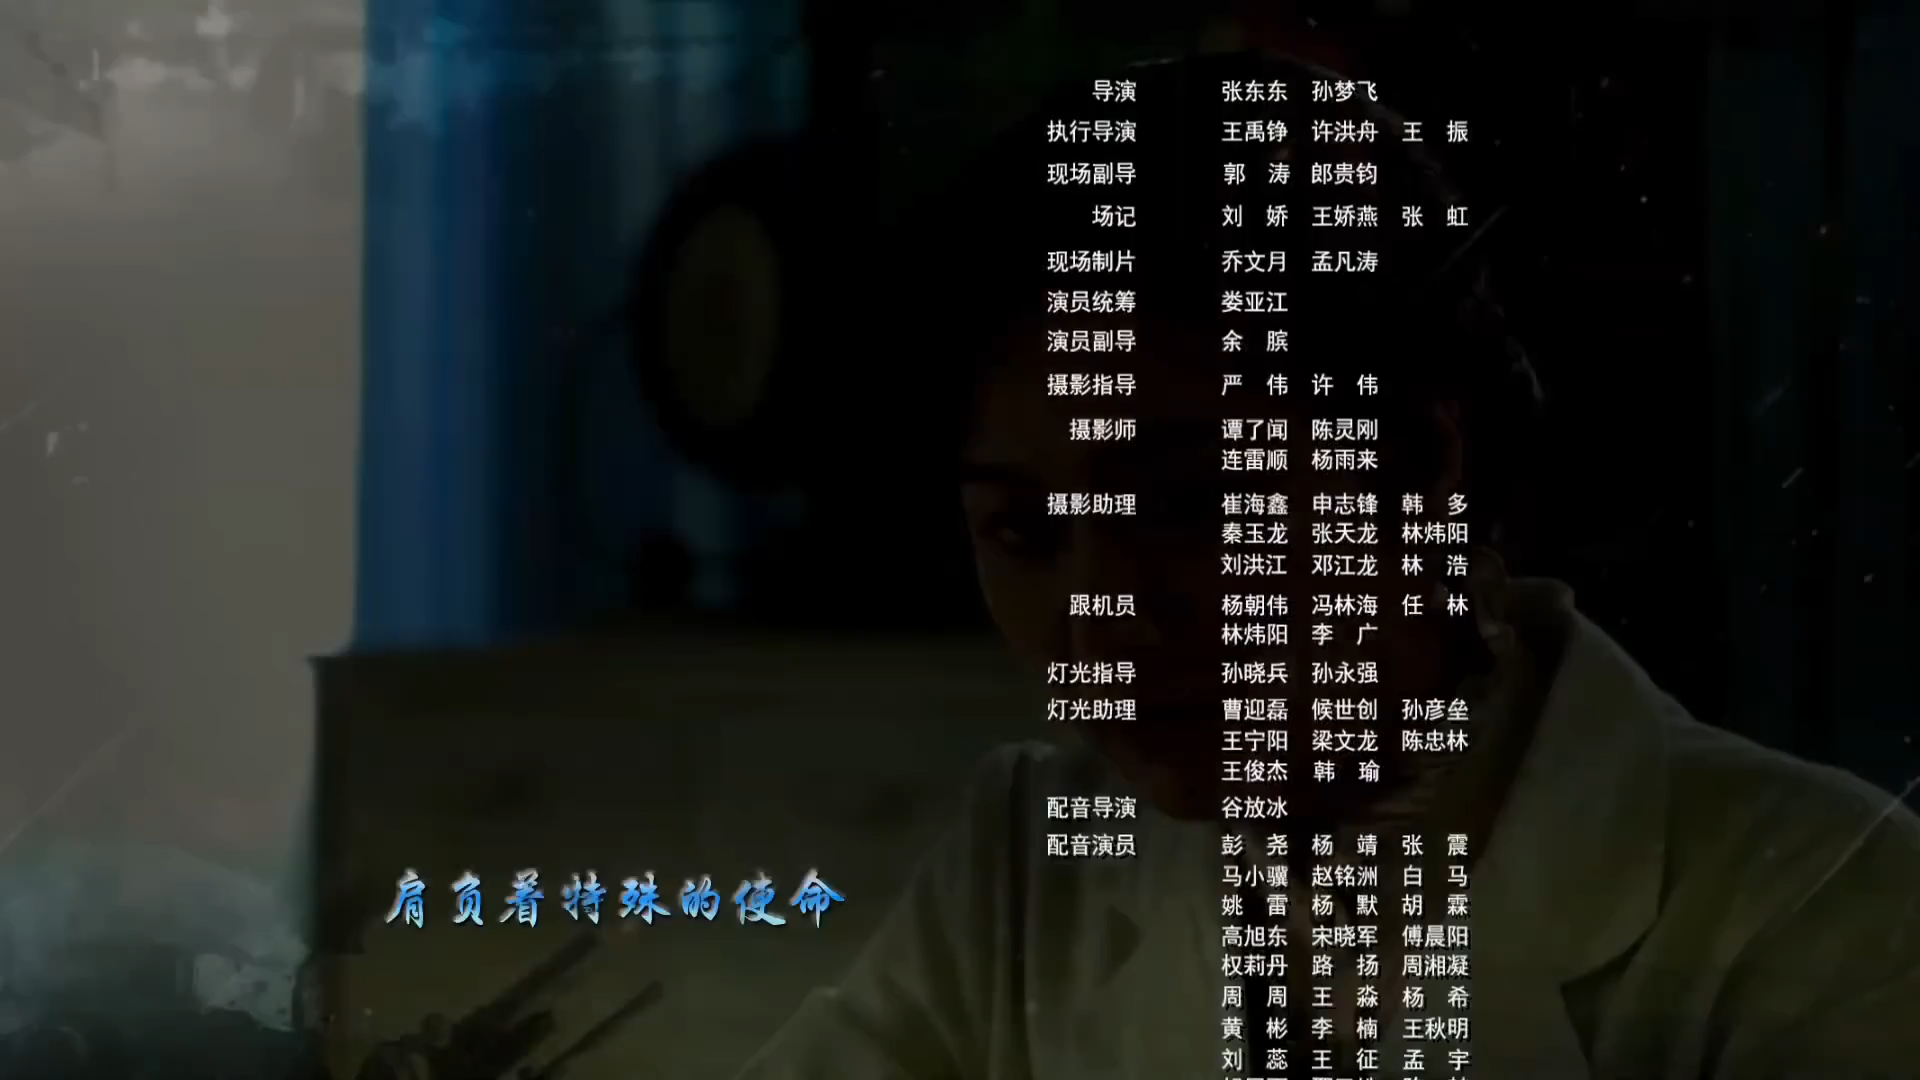 导演 张东东 孙梦飞
执行导演 王禹铮 许洪舟 王 振
现场副导 郭 涛 郎贵钧
场记 刘 娇 王娇燕 张 虹
现场制片 乔文月 孟凡涛
演员统筹 娄亚江
演员副导 余 膑
摄影指导 严 伟 许 伟
摄影师 谭了闻 陈灵刚
连雷顺 杨雨来
摄影助理 崔海鑫 申志锋 韩 多
秦玉龙 张天龙 林炜阳
刘洪江 邓江龙 林 浩
跟机员 杨朝伟 冯林海 任 林
林炜阳 李 广
灯光指导 孙晓兵 孙永强
灯光助理 曹迎磊 候世创 孙彦垒
王宁阳 梁文龙 陈忠林
王俊杰 韩 瑜
配音导演 谷放冰
配音演员 彭 尧 杨 靖 张 震
马小骥 赵铭洲 白 马
姚 雷 杨 默 胡 霖
高旭东 宋晓军 傅晨阳
权莉丹 路 扬 周湘凝
周 周 王 淼 杨 希
黄 彬 李 楠 王秋明
刘 蕊 王 征 孟 宇
肩负着特殊的使命